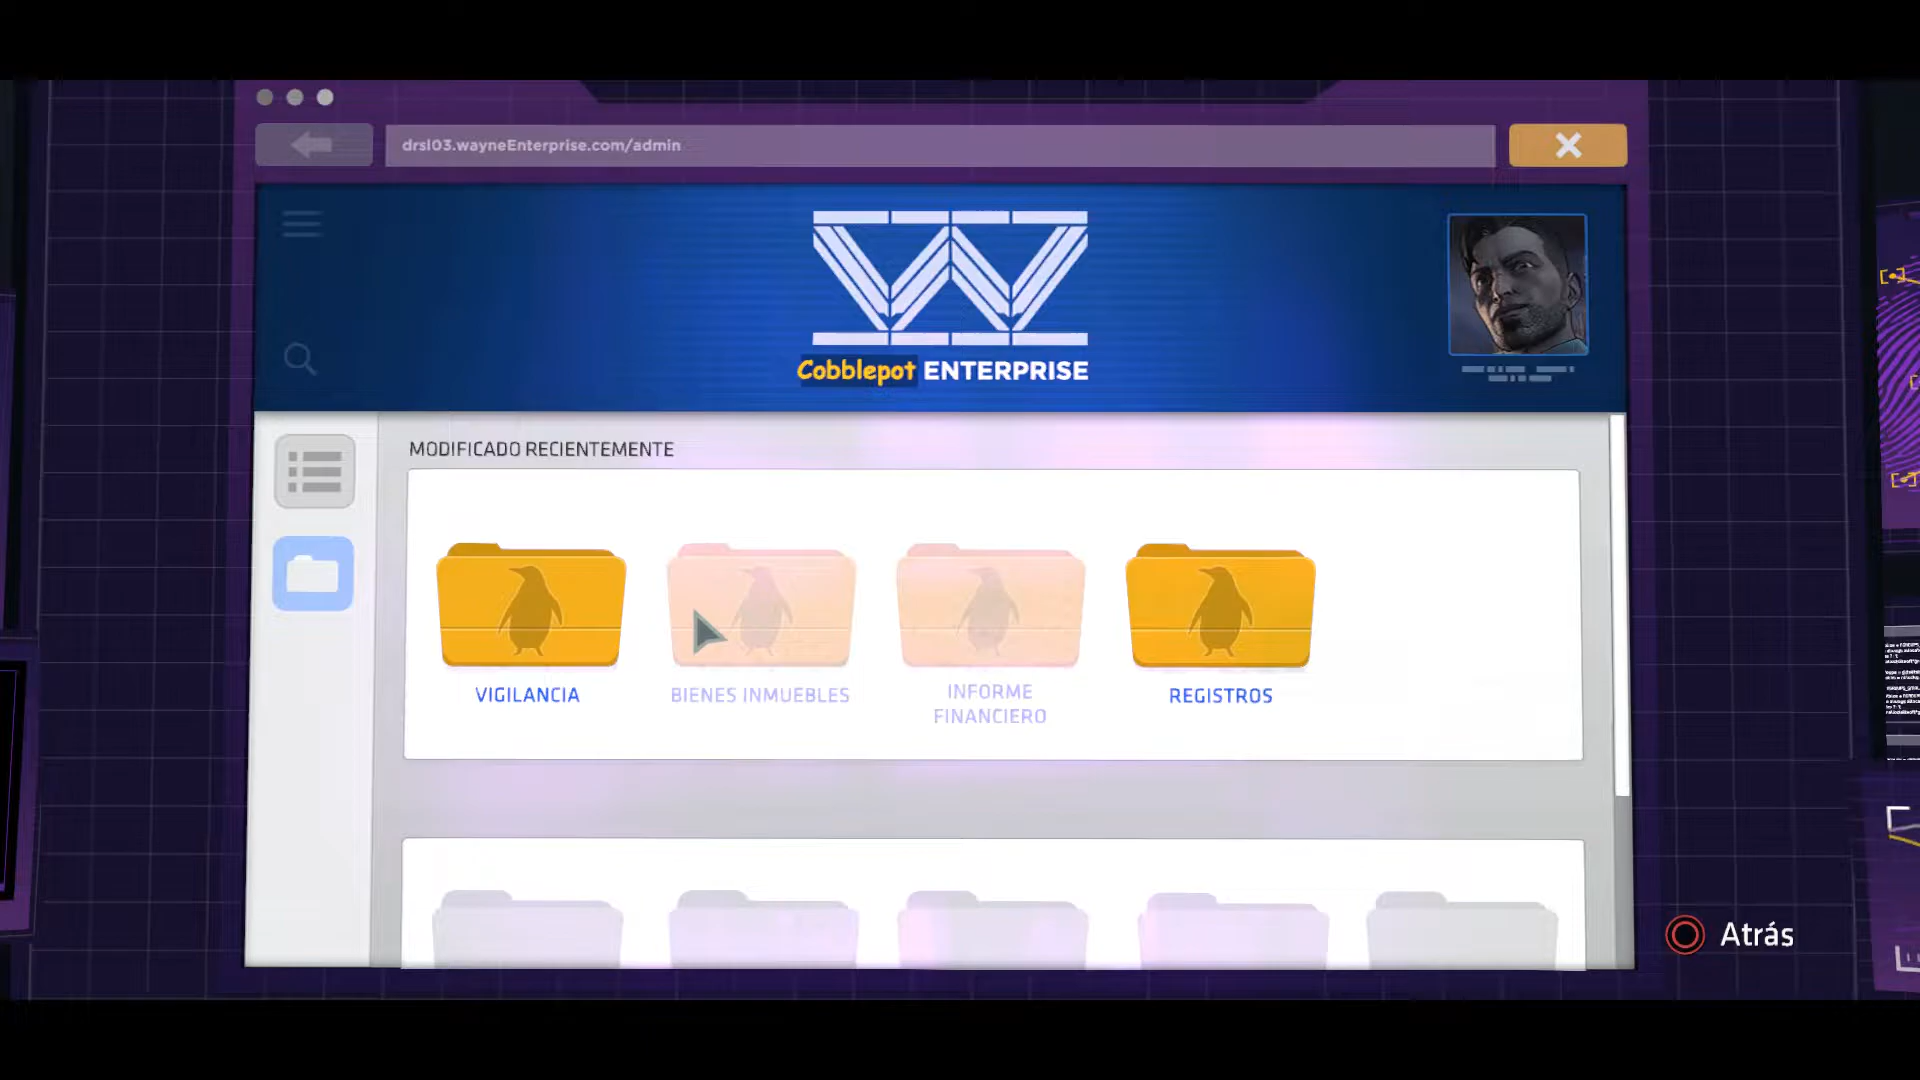 drsl03.wayneEnterprise.com/admin
Cobblepot ENTERPRISE
MODIFICADO RECIENTEMENTE
VIGILANCIA
BIENES INMUEBLES
INFORME
FINANCIERO
REGISTROS
Atrás